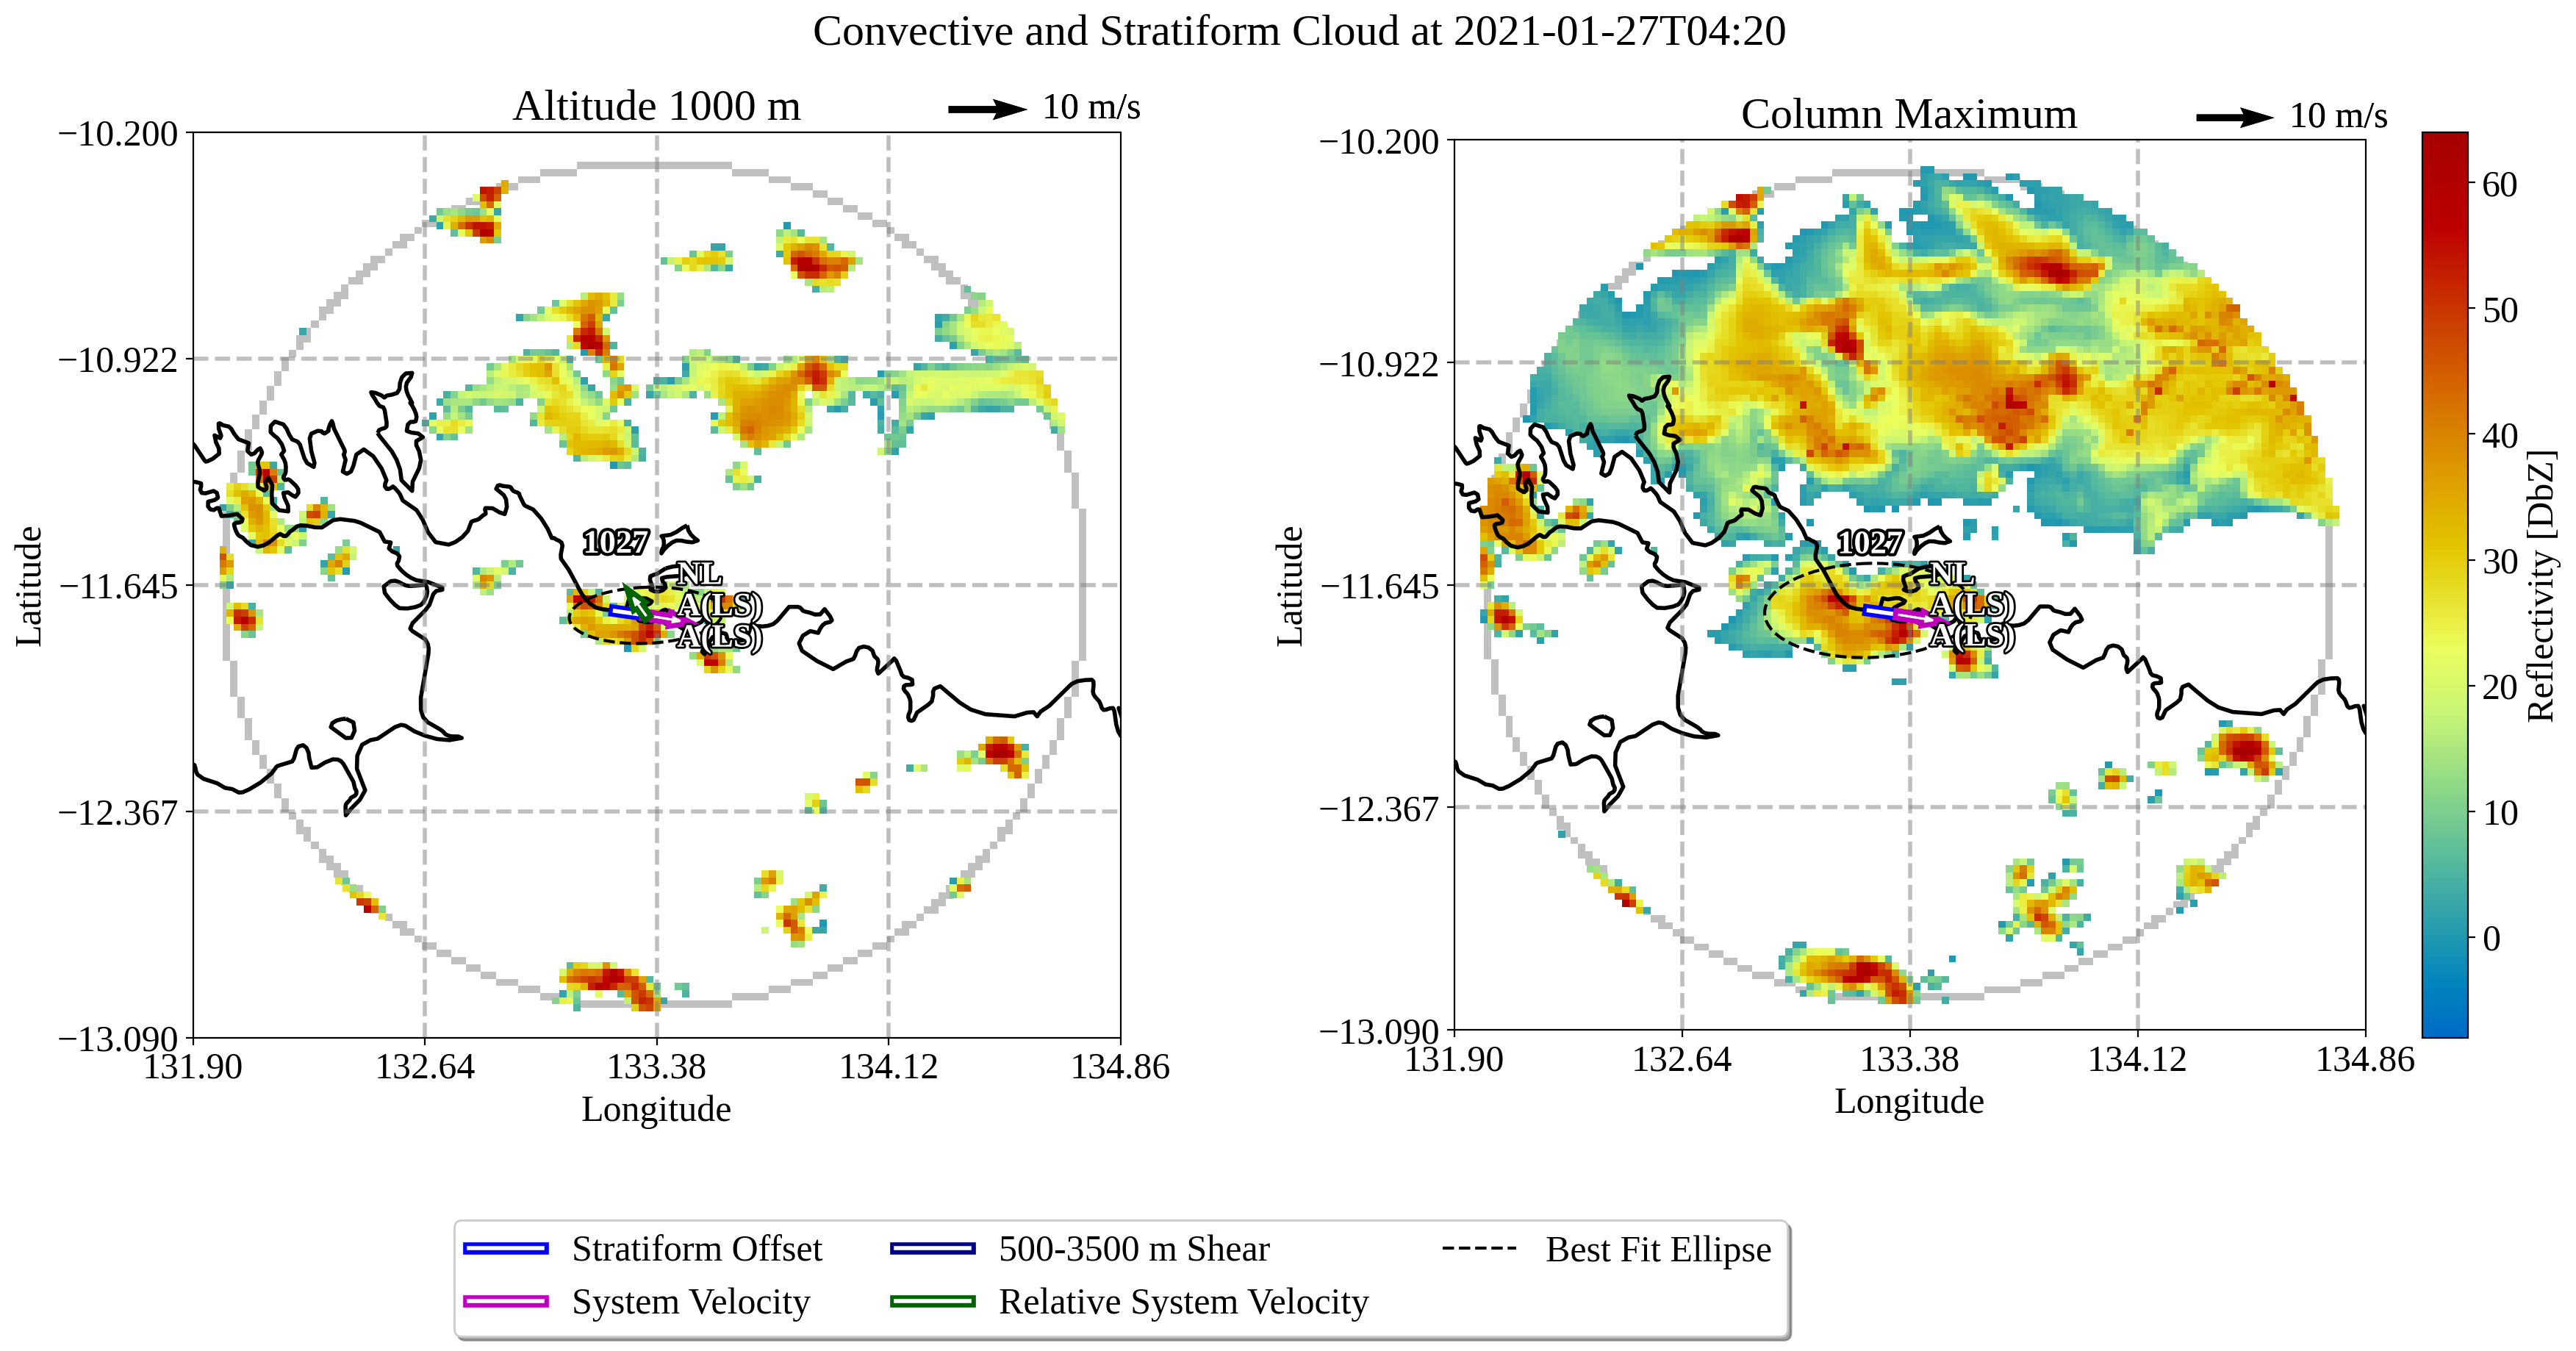 Convective and Stratiform Cloud at 2021-01-27T04:20
Altitude 1000 m
10 m/s
−10.200
−10.922
−11.645
−12.367
−13.090
Latitude
131.90
132.64
133.38
134.12
134.86
Longitude
1027
NL
A(LS)
A(LS)
Column Maximum
10 m/s
−10.200
−10.922
−11.645
−12.367
−13.090
Latitude
131.90
132.64
133.38
134.12
134.86
Longitude
1027
NL
A(LS)
A(LS)
60
50
40
30
20
10
0
Reflectivity [DbZ]
Stratiform Offset
System Velocity
500-3500 m Shear
Relative System Velocity
Best Fit Ellipse